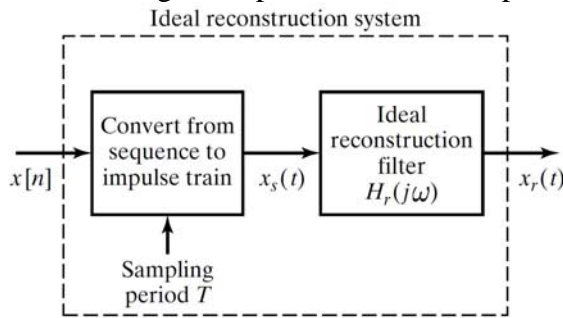 Ideal reconstruction system
Convert from
sequence to
impulse train
Ideal
reconstruction
filter
H_r(jω)
x[n]
x_s(t)
x_r(t)
Sampling
period T